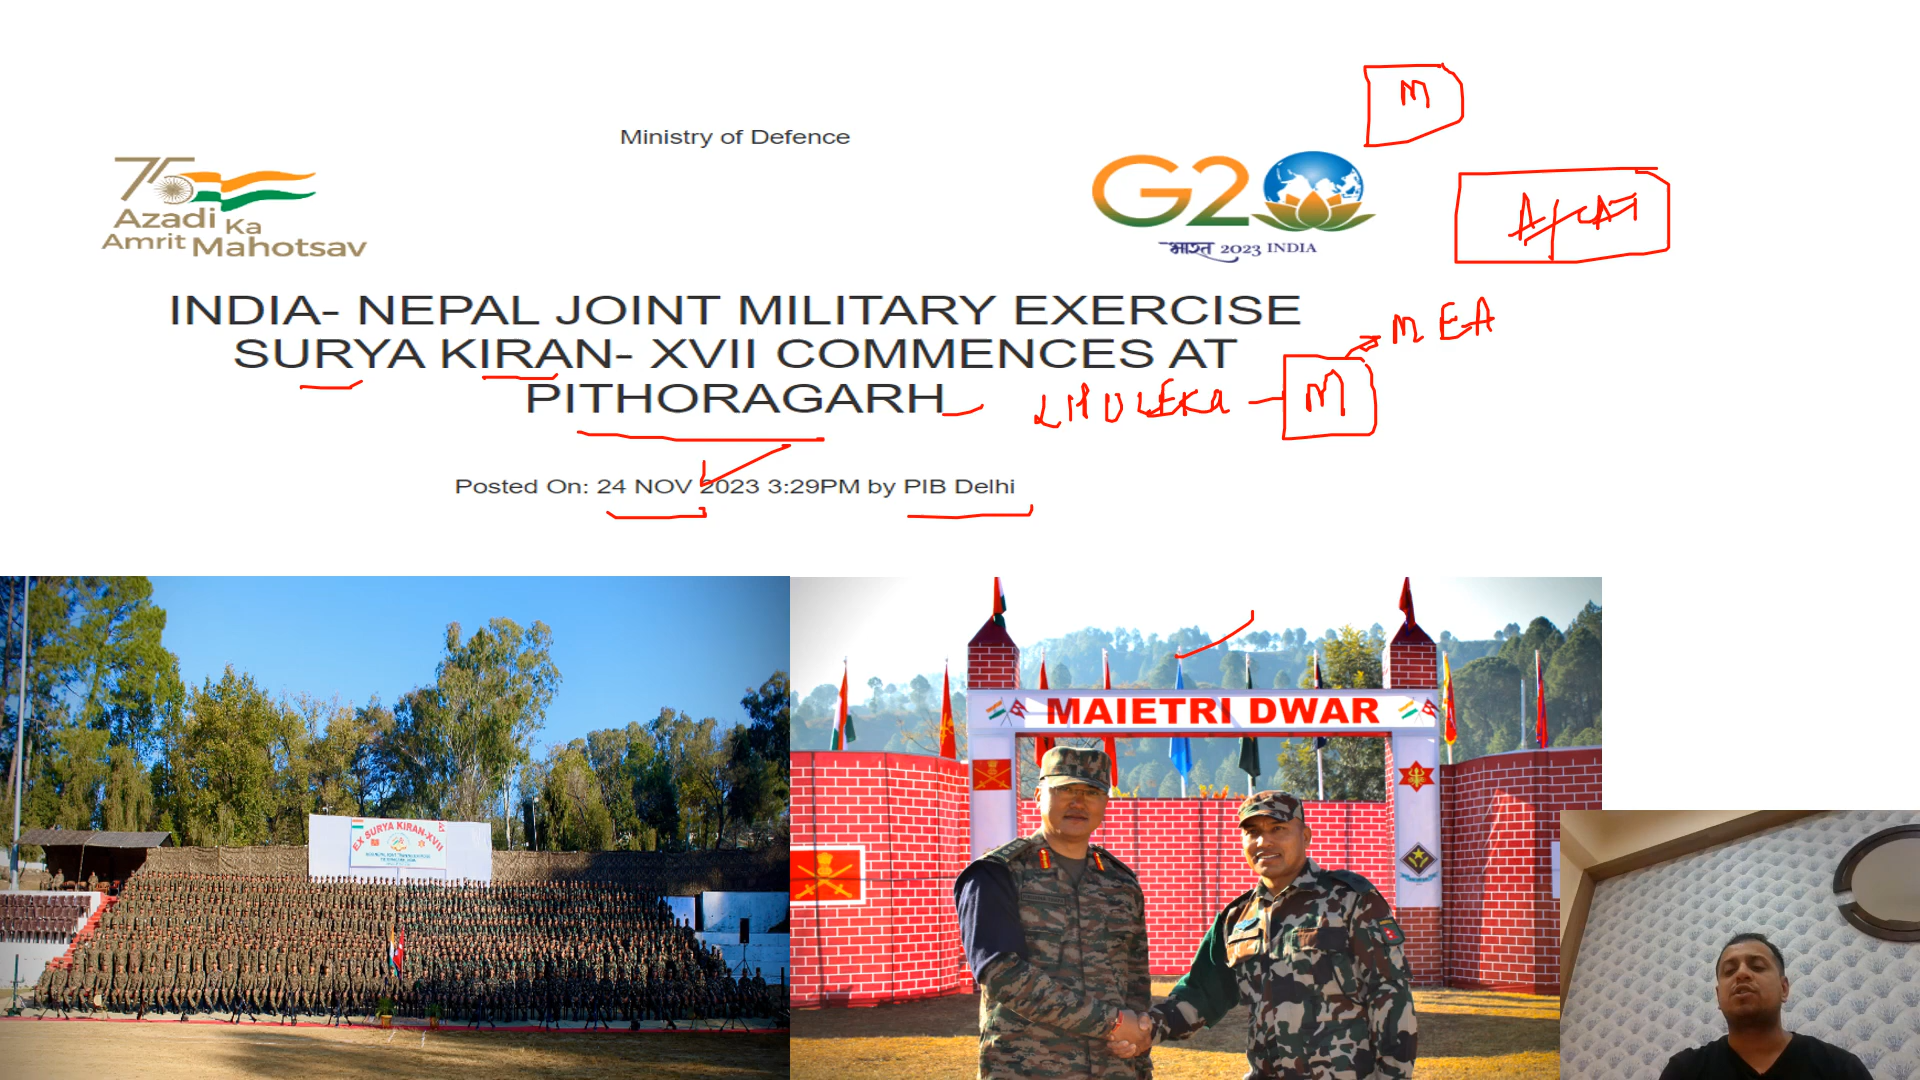 M
Ministry of Defence
75
Azadi Ka
Amrit Mahotsav
G20
भारत 2023 INDIA
AfCAT
INDIA- NEPAL JOINT MILITARY EXERCISE
SURYA KIRAN- XVII COMMENCES AT
PITHORAGARH
MEA
M
Posted On: 24 NOV 2023 3:29PM by PIB Delhi
MAIETRI DWAR
EX SURYA KIRAN-XVII